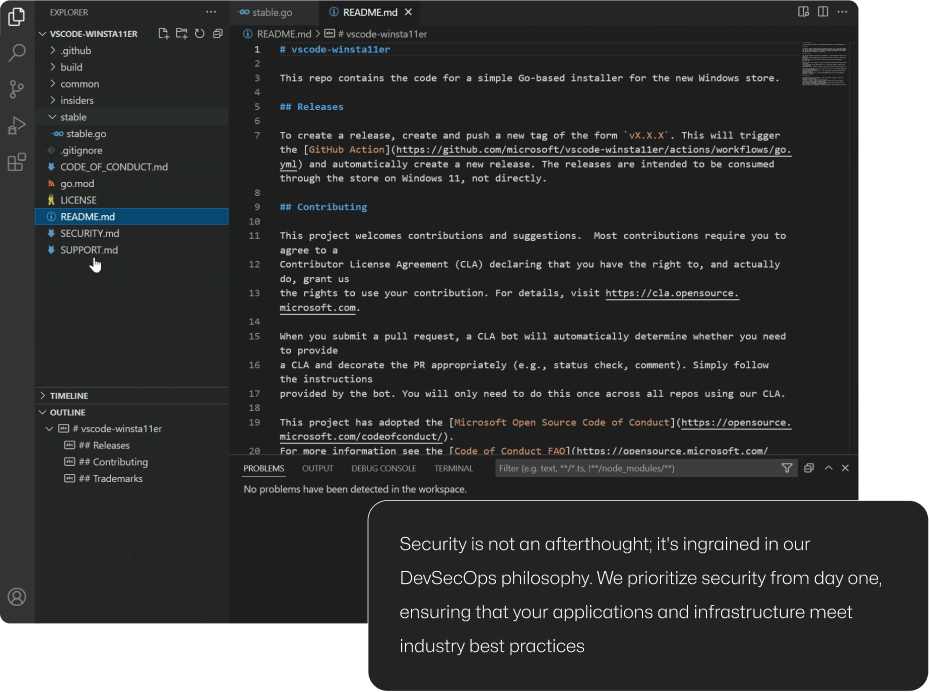 EXPLORER
VSCODE-WINSTA11ER
.github
build
common
insiders
stable
stable.go
.gitignore
CODE_OF_CONDUCT.md
go.mod
LICENSE
README.md
SECURITY.md
SUPPORT.md
TIMELINE
OUTLINE
# vscode-winsta11er
## Releases
## Contributing
## Trademarks
stable.go
README.md
README.md > # vscode-winsta11er
1 # vscode-winsta11er
2
3 This repo contains the code for a simple Go-based installer for the new Windows store.
4
5 ## Releases
6
7 To create a release, create and push a new tag of the form `vX.X.X`. This will trigger
the [GitHub Action](https://github.com/microsoft/vscode-winsta11er/actions/workflows/go.
yml) and automatically create a new release. The releases are intended to be consumed
through the store on Windows 11, not directly.
8
9 ## Contributing
10
11 This project welcomes contributions and suggestions.  Most contributions require you to
agree to a
12 Contributor License Agreement (CLA) declaring that you have the right to, and actually
do, grant us
13 the rights to use your contribution. For details, visit https://cla.opensource.
microsoft.com.
14
15 When you submit a pull request, a CLA bot will automatically determine whether you need
to provide
16 a CLA and decorate the PR appropriately (e.g., status check, comment). Simply follow
the instructions
17 provided by the bot. You will only need to do this once across all repos using our CLA.
18
19 This project has adopted the [Microsoft Open Source Code of Conduct](https://opensource.
microsoft.com/codeofconduct/).
20 For more information see the [Code of Conduct FAQ](https://opensource.microsoft.com/
PROBLEMS OUTPUT DEBUG CONSOLE TERMINAL
Filter (e.g. text, **/*.ts, !**/node_modules/**)
No problems have been detected in the workspace.
Security is not an afterthought; it's ingrained in our
DevSecOps philosophy. We prioritize security from day one,
ensuring that your applications and infrastructure meet
industry best practices